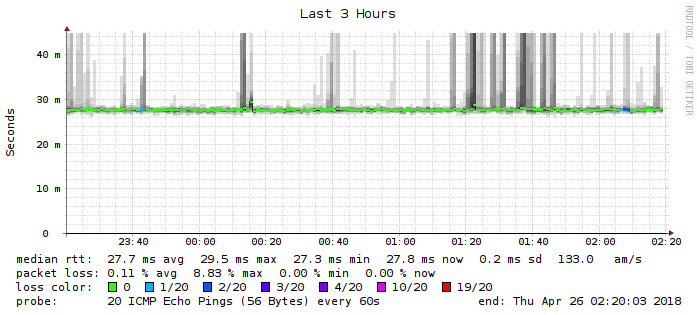 Last 3 Hours
RRDTOOL / TOBI OETIKER
Seconds
40 m
30 m
20 m
10 m
0
23:40 00:00 00:20 00:40 01:00 01:20 01:40 02:00 02:20
median rtt: 27.7 ms avg 29.5 ms max 27.3 ms min 27.8 ms now 0.2 ms sd 133.0 am/s
packet loss: 0.11 % avg 8.83 % max 0.00 % min 0.00 % now
loss color: 0 1/20 2/20 3/20 4/20 10/20 19/20
probe: 20 ICMP Echo Pings (56 Bytes) every 60s end: Thu Apr 26 02:20:03 2018